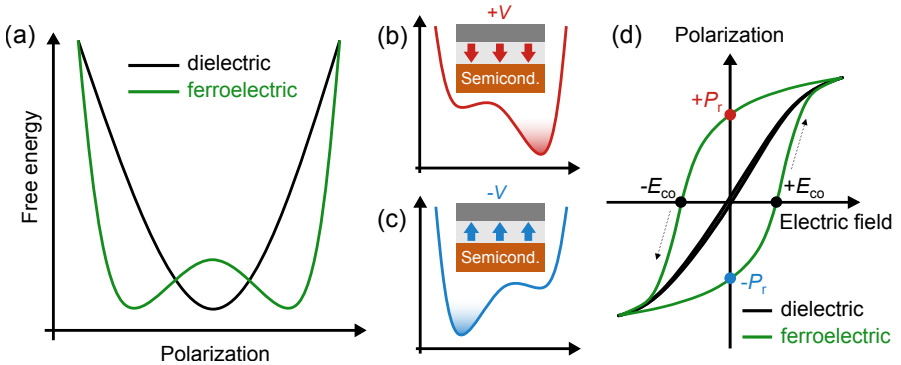 (a)
dielectric
ferroelectric
Free energy
Polarization
(b)
+V
Semicond.
(c)
-V
Semicond.
(d)
Polarization
+Pr
-Eco
+Eco
Electric field
-Pr
dielectric
ferroelectric